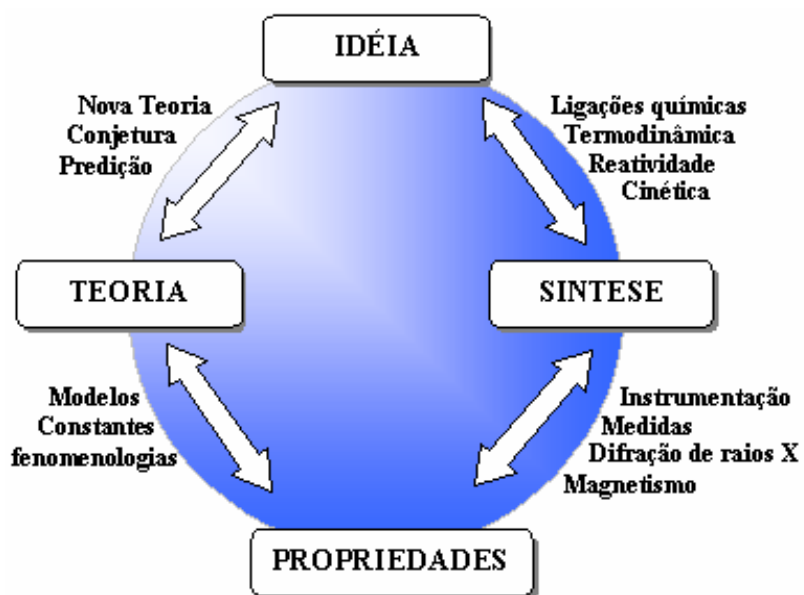 IDÉIA
Nova Teoria
Conjetura
Predição
Ligações químicas
Termodinâmica
Reatividade
Cinética
TEORIA
SINTESE
Modelos
Constantes
fenomenologias
Instrumentação
Medidas
Difração de raios X
Magnetismo
PROPRIEDADES